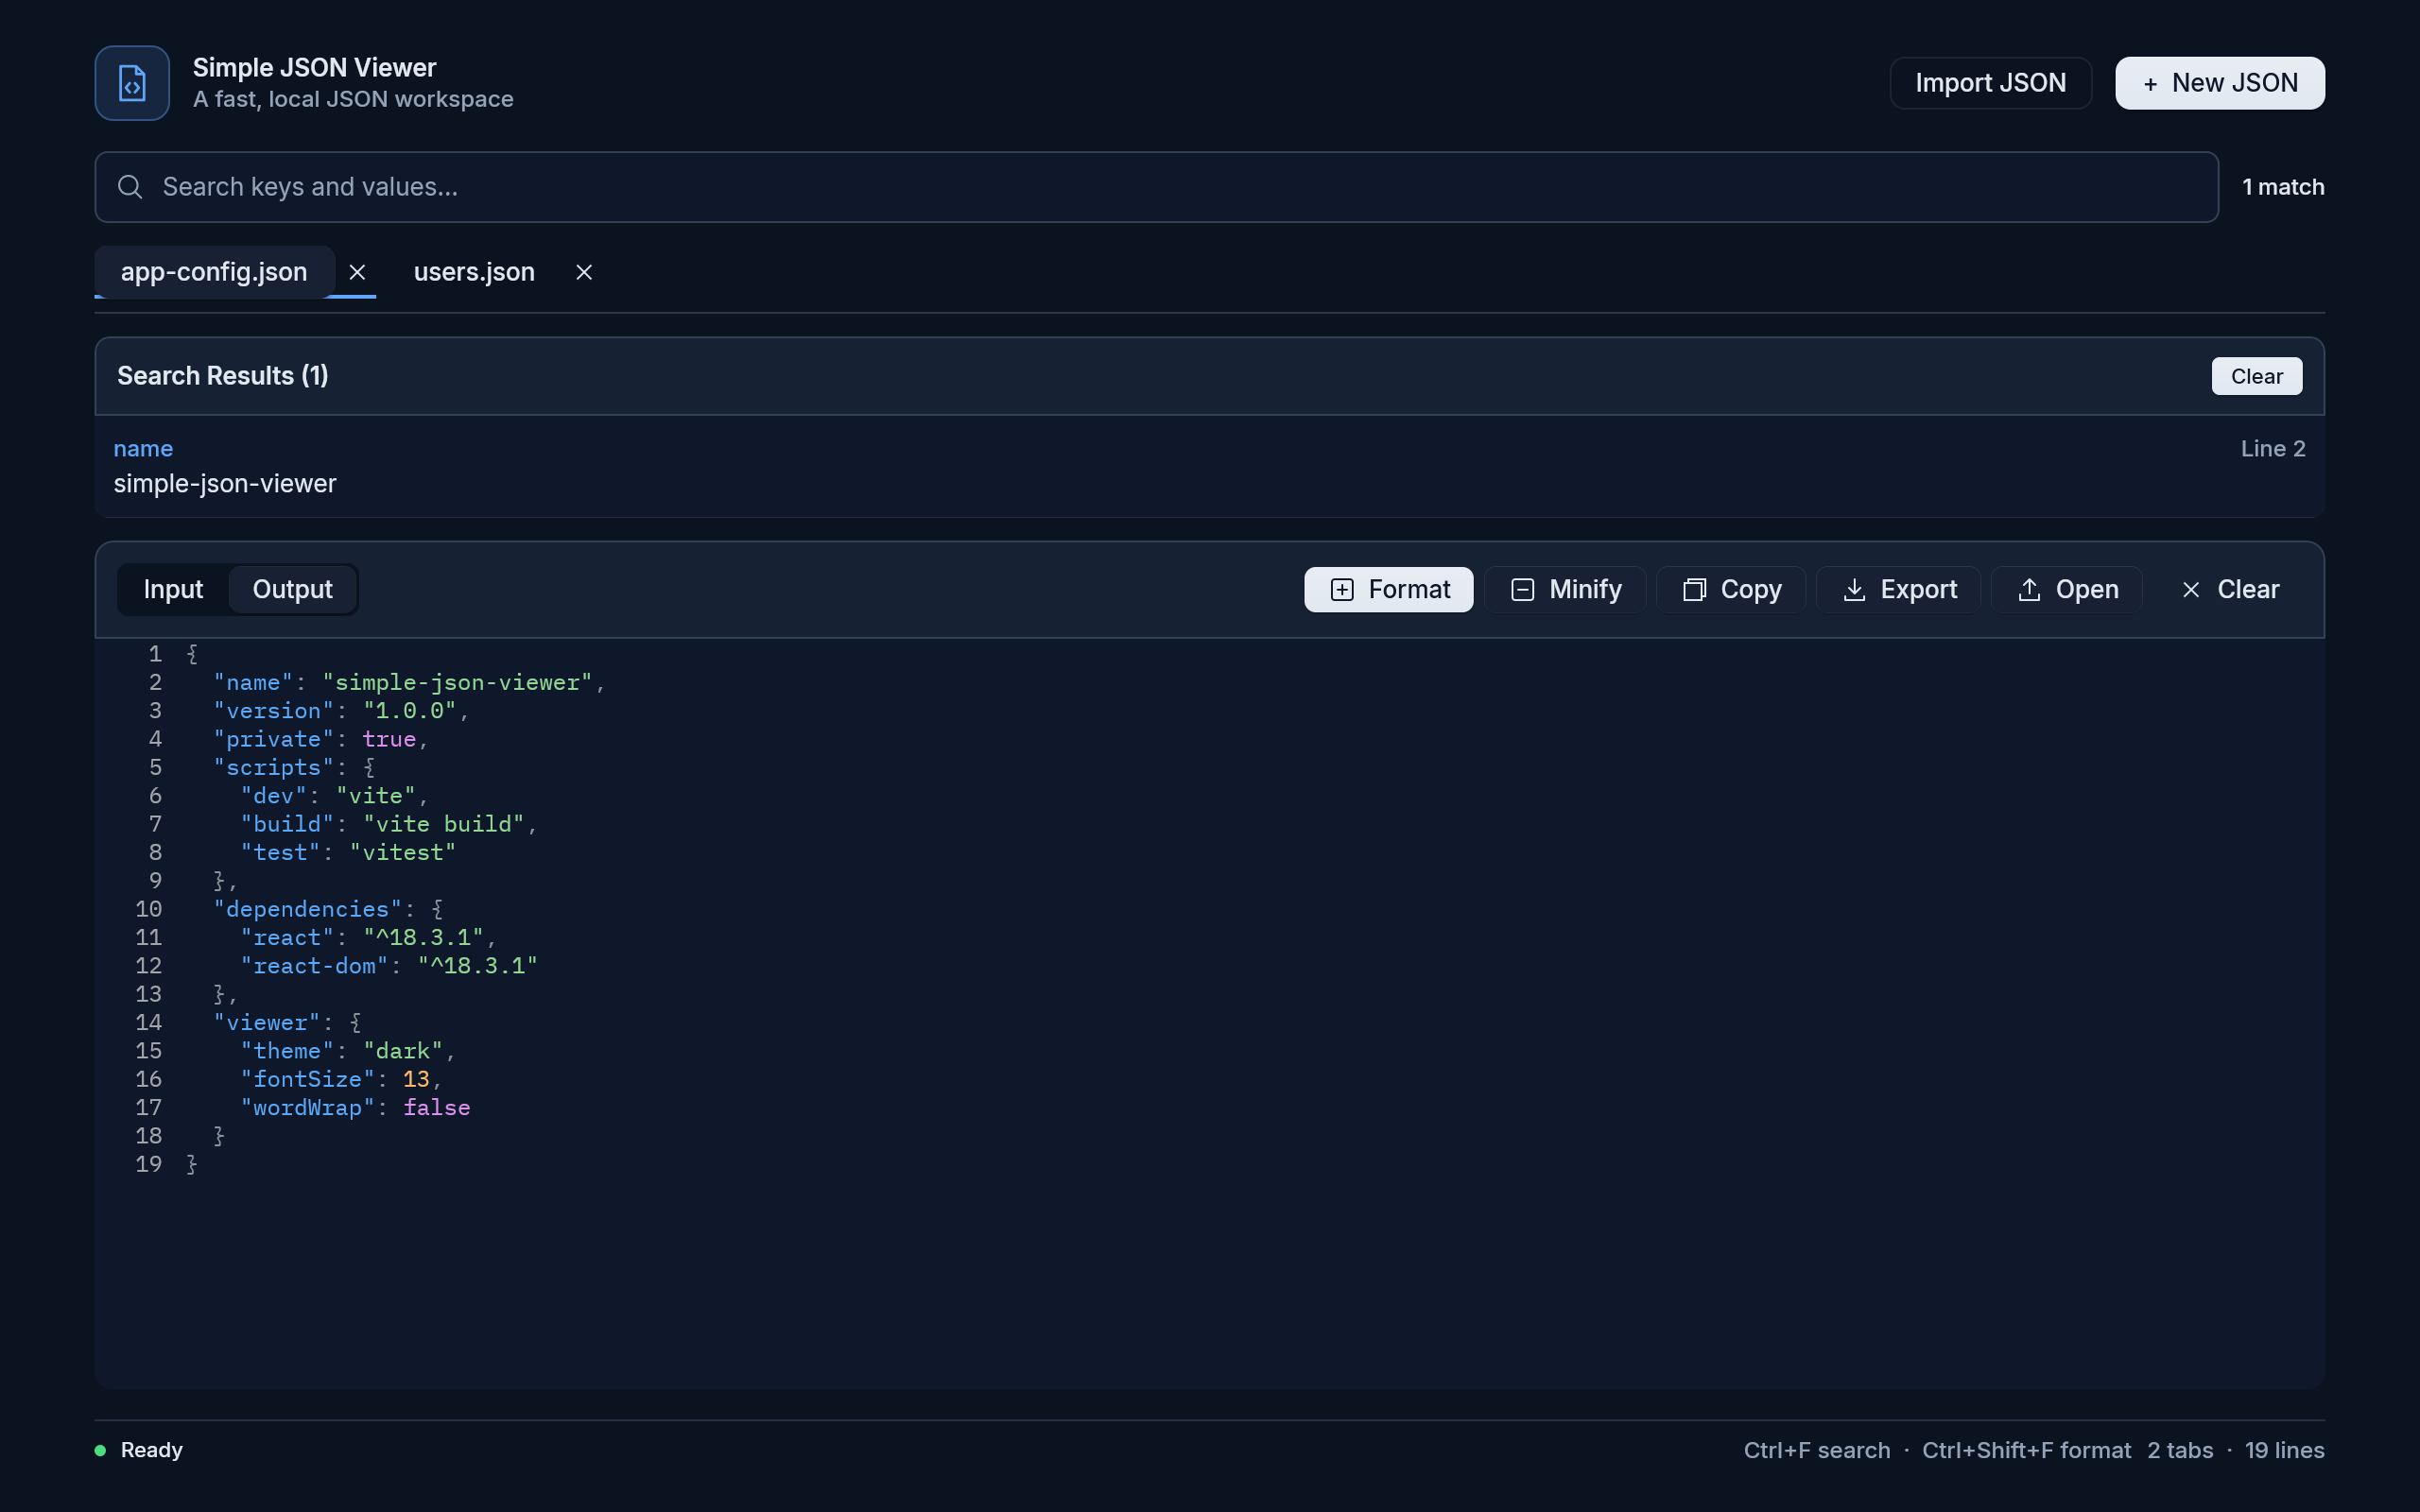 Simple JSON Viewer
A fast, local JSON workspace
Import JSON
+ New JSON
Search keys and values...
1 match
app-config.json
users.json
Search Results (1)
Clear
name
Line 2
simple-json-viewer
Input
Output
Format
Minify
Copy
Export
Open
Clear
1 {
2   "name": "simple-json-viewer",
3   "version": "1.0.0",
4   "private": true,
5   "scripts": {
6     "dev": "vite",
7     "build": "vite build",
8     "test": "vitest"
9   },
10   "dependencies": {
11     "react": "^18.3.1",
12     "react-dom": "^18.3.1"
13   },
14   "viewer": {
15     "theme": "dark",
16     "fontSize": 13,
17     "wordWrap": false
18   }
19 }
Ready
Ctrl+F search · Ctrl+Shift+F format 2 tabs · 19 lines